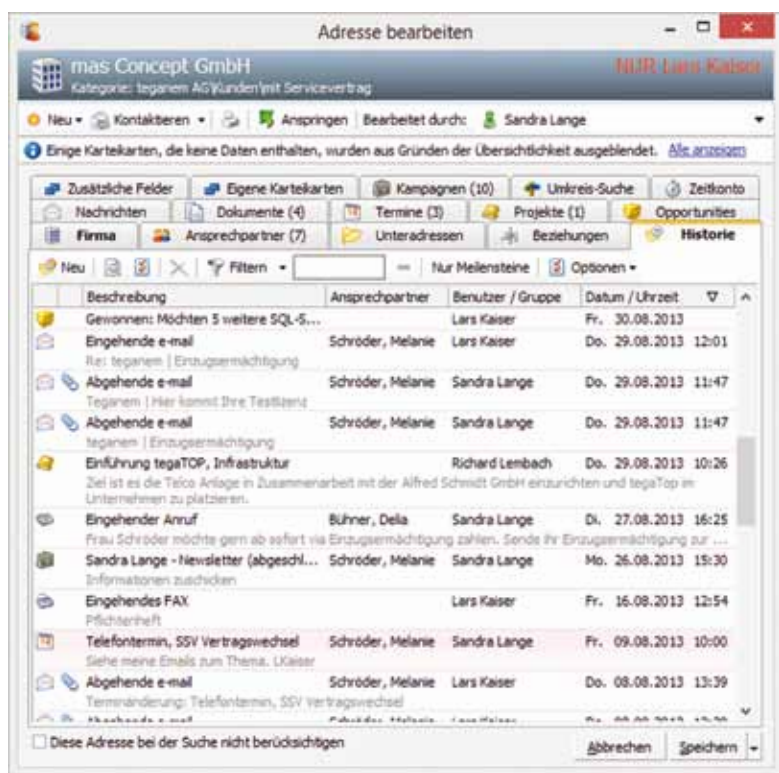 Adresse bearbeiten
mas Concept GmbH NUR Lars Kaiser
Kategorie: teganem AG\Kunden\mit Servicevertrag
Neu Kontaktieren Anspringen Bearbeitet durch: Sandra Lange
Einige Karteikarten, die keine Daten enthalten, wurden aus Gründen der Übersichtlichkeit ausgeblendet. Alle anzeigen
Zusätzliche Felder Eigene Karteikarten Kampagnen (10) Umkreis-Suche Zeitkonto
Nachrichten Dokumente (4) Termine (3) Projekte (1) Opportunities
Firma Ansprechpartner (7) Unteradressen Beziehungen Historie
Neu Filtern Nur Meilensteine Optionen
Beschreibung Ansprechpartner Benutzer / Gruppe Datum / Uhrzeit
Gewonnen: Möchten 5 weitere SQL-S... Lars Kaiser Fr. 30.08.2013
Eingehende e-mail Schröder, Melanie Lars Kaiser Do. 29.08.2013 12:01
Re: teganem | Einzugsermächtigung
Abgehende e-mail Schröder, Melanie Sandra Lange Do. 29.08.2013 11:47
Teganem | Hier kommt Ihre Testlizenz
Abgehende e-mail Schröder, Melanie Sandra Lange Do. 29.08.2013 11:47
teganem | Einzugsermächtigung
Einführung tegaTOP, Infrastruktur Richard Lembach Do. 29.08.2013 10:26
Ziel ist es die Telco Anlage in Zusammenarbeit mit der Alfred Schmidt GmbH einzurichten und tegaTop im
Unternehmen zu platzieren.
Eingehender Anruf Bühner, Delia Sandra Lange Di. 27.08.2013 16:25
Frau Schröder möchte gern ab sofort via Einzugsermächtigung zahlen. Sende ihr Einzugsermächtigung zur ...
Sandra Lange - Newsletter (abgeschl... Schröder, Melanie Sandra Lange Mo. 26.08.2013 15:30
Informationen zuschicken
Eingehendes FAX Lars Kaiser Fr. 16.08.2013 12:54
Pflichtenheft
Telefontermin, SSV Vertragswechsel Schröder, Melanie Sandra Lange Fr. 09.08.2013 10:00
Siehe meine Emails zum Thema. LKaiser
Abgehende e-mail Schröder, Melanie Lars Kaiser Do. 08.08.2013 13:39
Terminänderung: Telefontermin, SSV Vertragswechsel
Diese Adresse bei der Suche nicht berücksichtigen Abbrechen Speichern